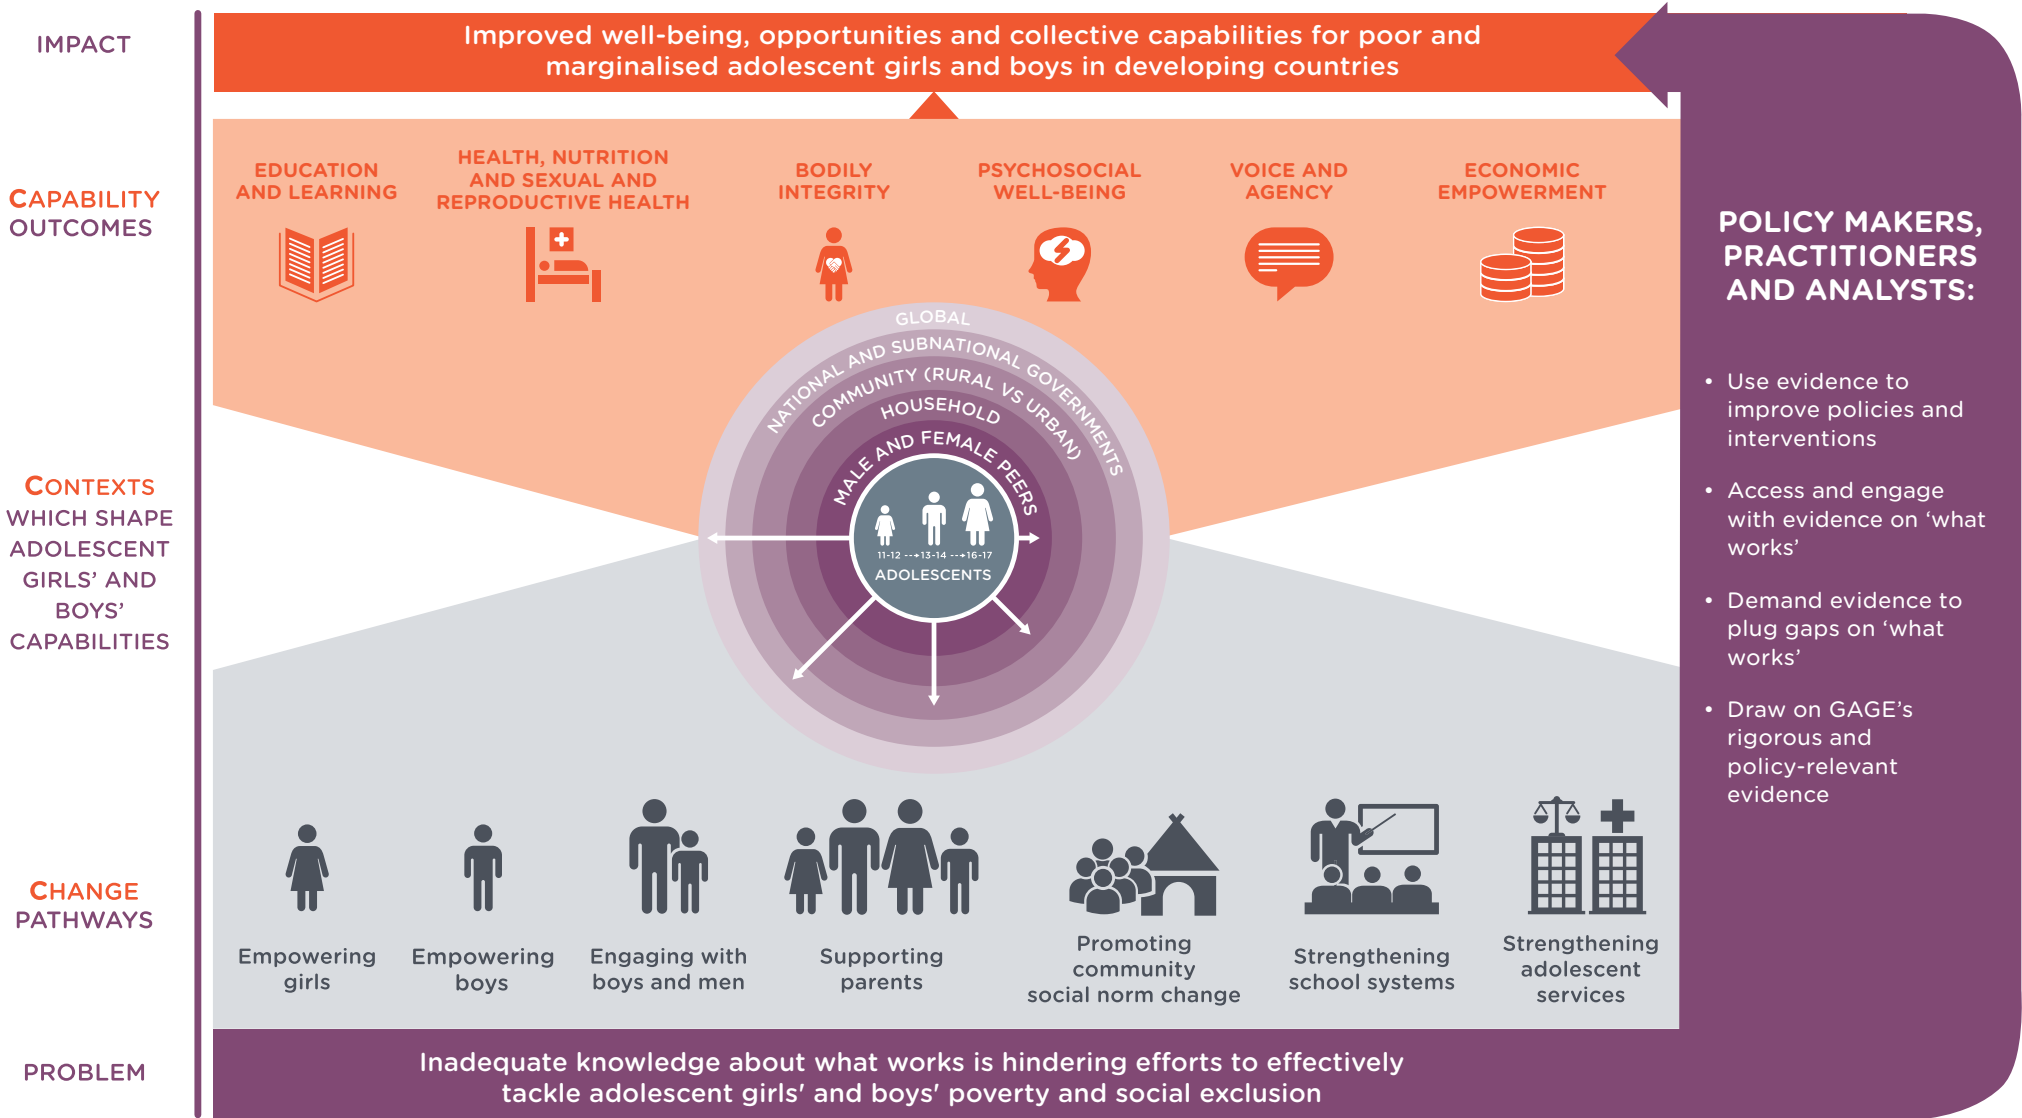 IMPACT
Improved well-being, opportunities and collective capabilities for poor and
marginalised adolescent girls and boys in developing countries
CAPABILITY
OUTCOMES
EDUCATION
AND LEARNING
HEALTH, NUTRITION
AND SEXUAL AND
REPRODUCTIVE HEALTH
BODILY
INTEGRITY
PSYCHOSOCIAL
WELL-BEING
VOICE AND
AGENCY
ECONOMIC
EMPOWERMENT
CONTEXTS
WHICH SHAPE
ADOLESCENT
GIRLS’ AND
BOYS’
CAPABILITIES
GLOBAL
NATIONAL AND SUBNATIONAL GOVERNMENTS
COMMUNITY (RURAL VS URBAN)
HOUSEHOLD
MALE AND FEMALE PEERS
11-12 --→13-14 --→16-17
ADOLESCENTS
CHANGE
PATHWAYS
Empowering
girls
Empowering
boys
Engaging with
boys and men
Supporting
parents
Promoting
community
social norm change
Strengthening
school systems
Strengthening
adolescent
services
PROBLEM
Inadequate knowledge about what works is hindering efforts to effectively
tackle adolescent girls' and boys' poverty and social exclusion
POLICY MAKERS,
PRACTITIONERS
AND ANALYSTS:
• Use evidence to
improve policies and
interventions
• Access and engage
with evidence on ‘what
works’
• Demand evidence to
plug gaps on ‘what
works’
• Draw on GAGE’s
rigorous and
policy-relevant
evidence